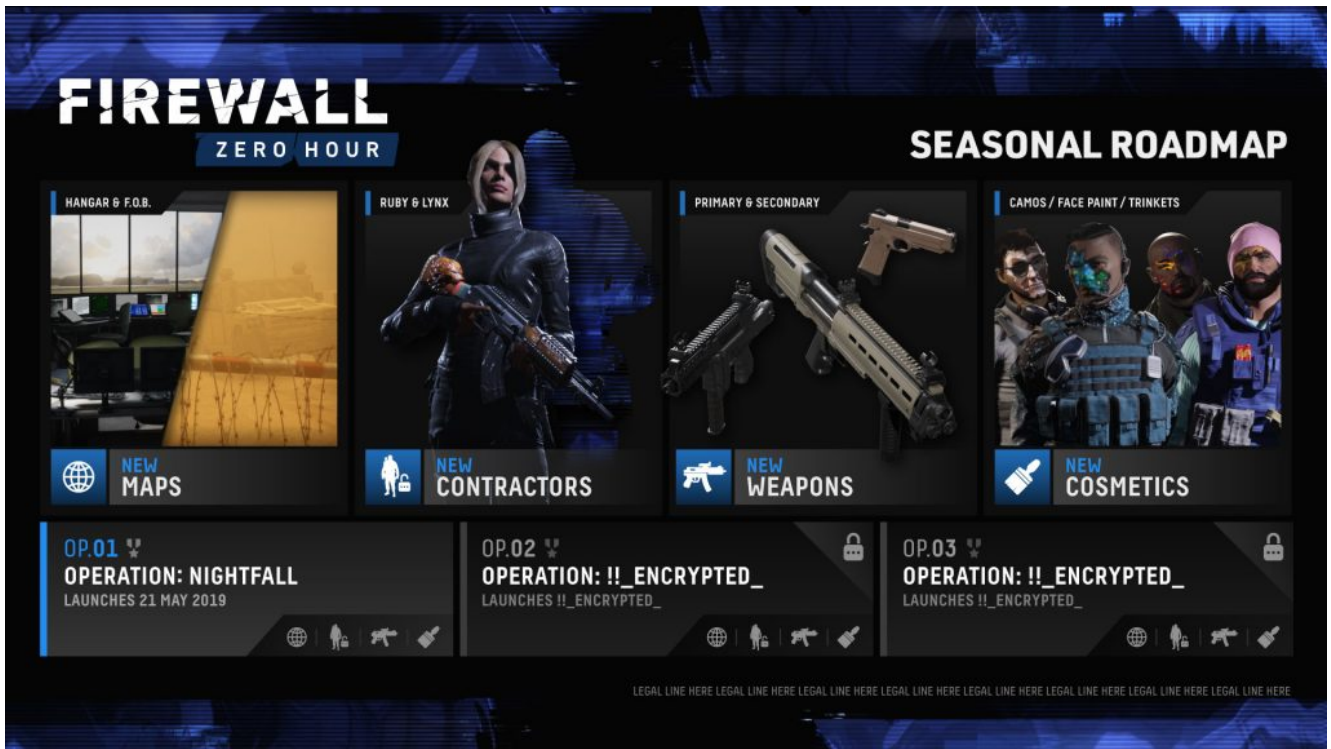 FIREWALL
ZERO HOUR
SEASONAL ROADMAP
HANGAR & F.O.B.
RUBY & LYNX
PRIMARY & SECONDARY
CAMOS / FACE PAINT / TRINKETS
NEW
MAPS
NEW
CONTRACTORS
NEW
WEAPONS
NEW
COSMETICS
OP.01
OPERATION: NIGHTFALL
LAUNCHES 21 MAY 2019
OP.02
OPERATION: !!_ENCRYPTED_
LAUNCHES !!_ENCRYPTED_
OP.03
OPERATION: !!_ENCRYPTED_
LAUNCHES !!_ENCRYPTED_
LEGAL LINE HERE LEGAL LINE HERE LEGAL LINE HERE LEGAL LINE HERE LEGAL LINE HERE LEGAL LINE HERE LEGAL LINE HERE LEGAL LINE HERE